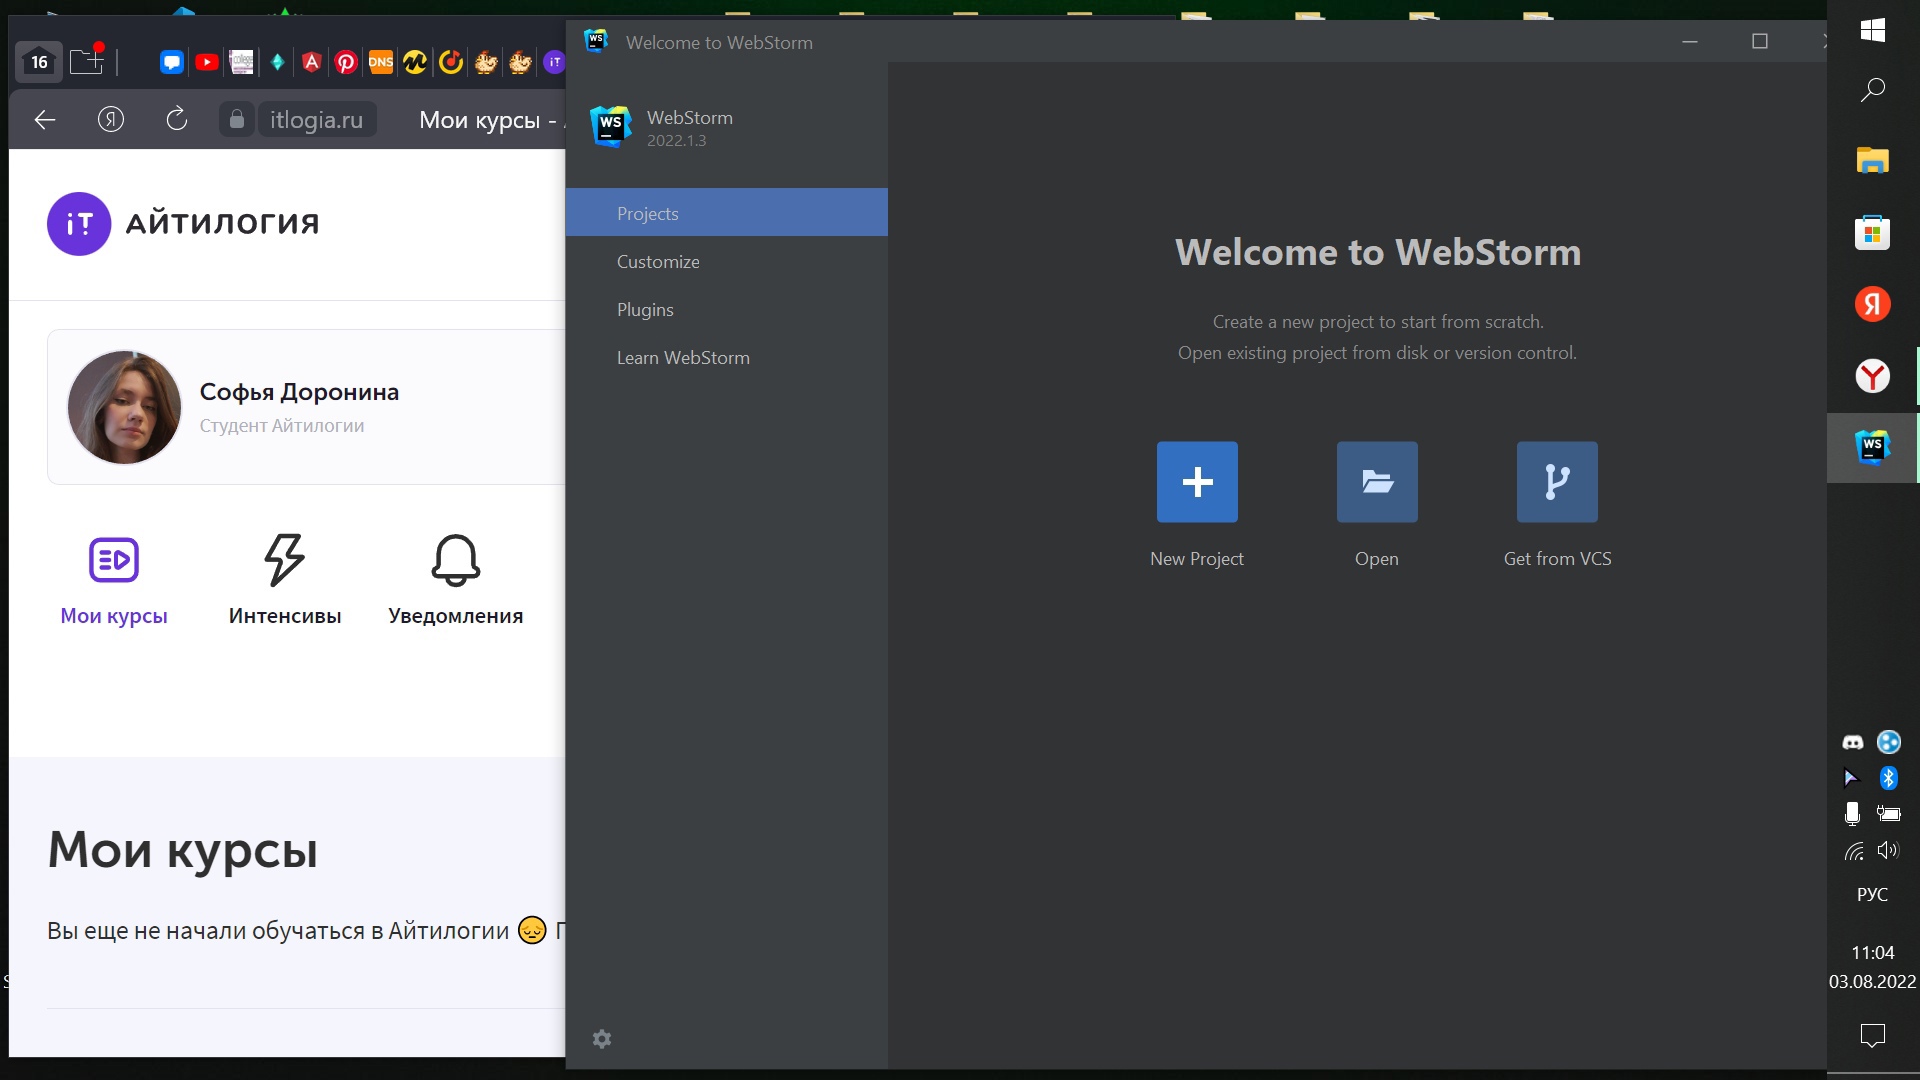 16
DNS
iT
Я
itlogia.ru
Мои курсы -
iT
АЙТИЛОГИЯ
Софья Доронина
Студент Айтилогии
Мои курсы
Интенсивы
Уведомления
Мои курсы
Вы еще не начали обучаться в Айтилогии 😔
WS
Welcome to WebStorm
WS
WebStorm
2022.1.3
Projects
Customize
Plugins
Learn WebStorm
Welcome to WebStorm
Create a new project to start from scratch.
Open existing project from disk or version control.
New Project
Open
Get from VCS
Я
Y
WS
РУС
11:04
03.08.2022